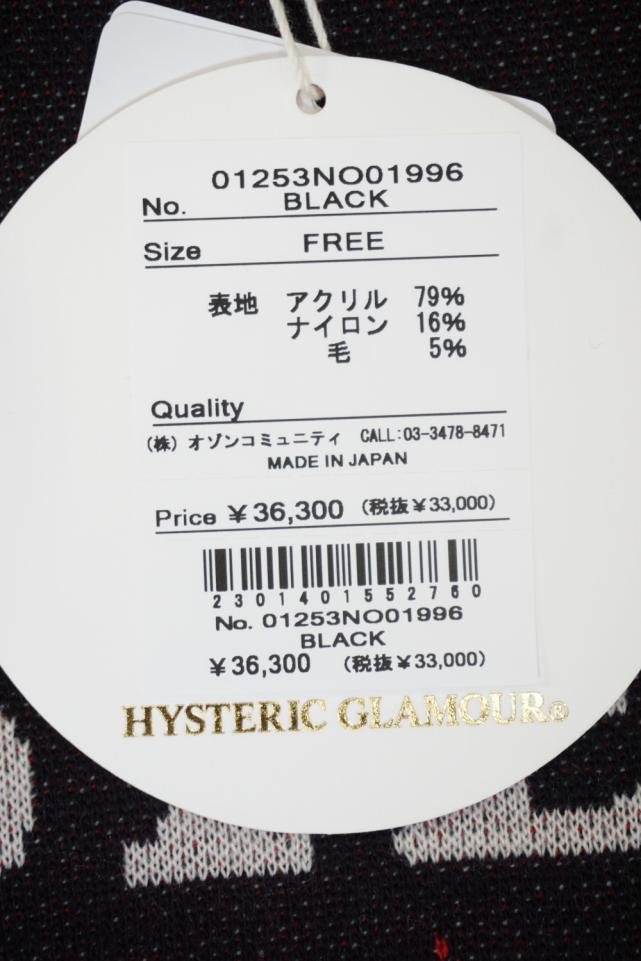 01253NO01996
No. BLACK
Size FREE
表地 アクリル 79%
ナイロン 16%
毛 5%
Quality
(株) オゾンコミュニティ CALL:03-3478-8471
MADE IN JAPAN
Price ¥36,300 (税抜¥33,000)
2301401552760
No. 01253NO01996
BLACK
¥36,300 (税抜¥33,000)
HYSTERIC GLAMOUR®